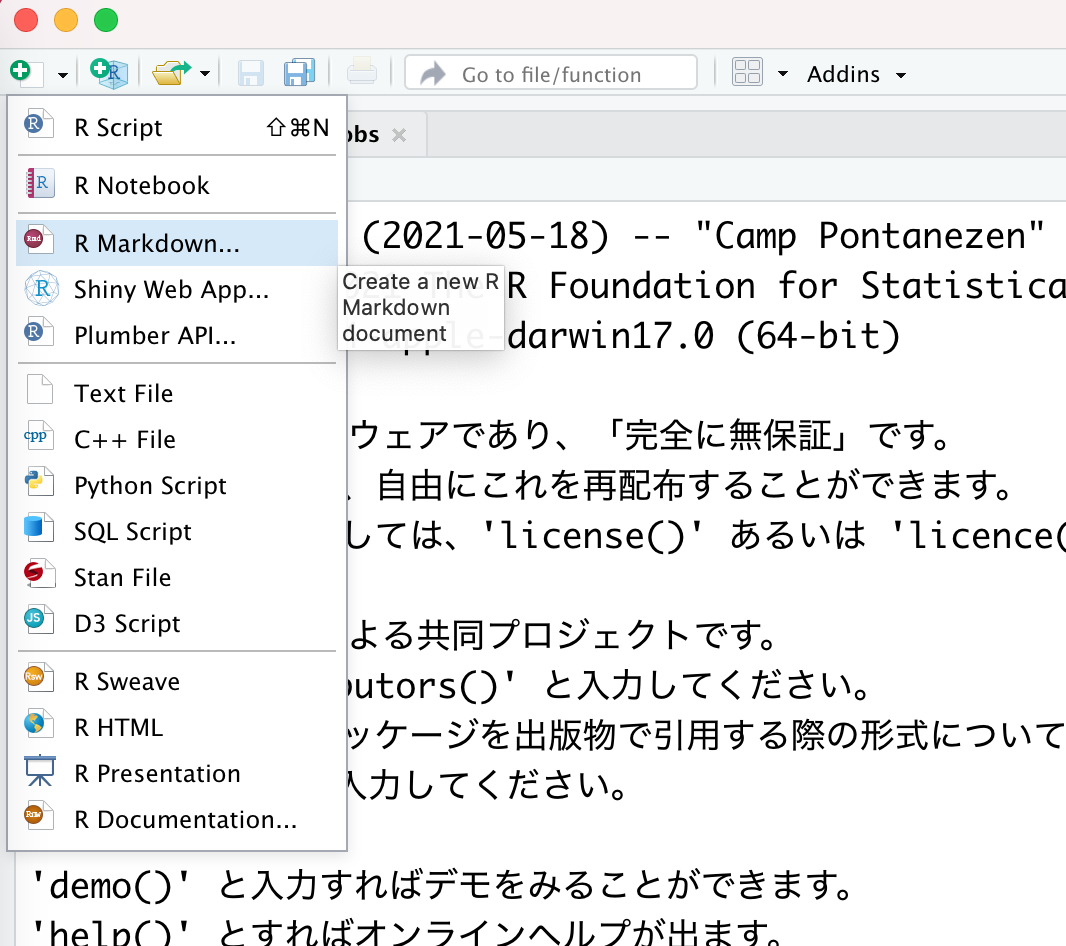 Go to file/function
Addins
R Script ⇧⌘N
R Notebook
R Markdown...
Shiny Web App...
Plumber API...
Text File
C++ File
Python Script
SQL Script
Stan File
D3 Script
R Sweave
R HTML
R Presentation
R Documentation...
Create a new R
Markdown
document
(2021-05-18) -- "Camp Pontanezen"
The R Foundation for Statistica
apple-darwin17.0 (64-bit)
ウェアであり、「完全に無保証」です。
、自由にこれを再配布することができます。
しては、'license()' あるいは 'licence(
よる共同プロジェクトです。
butors()' と入力してください。
ッケージを出版物で引用する際の形式について
入力してください。
'demo()' と入力すればデモをみることができます。
'help()' とすればオンラインヘルプが出ます。